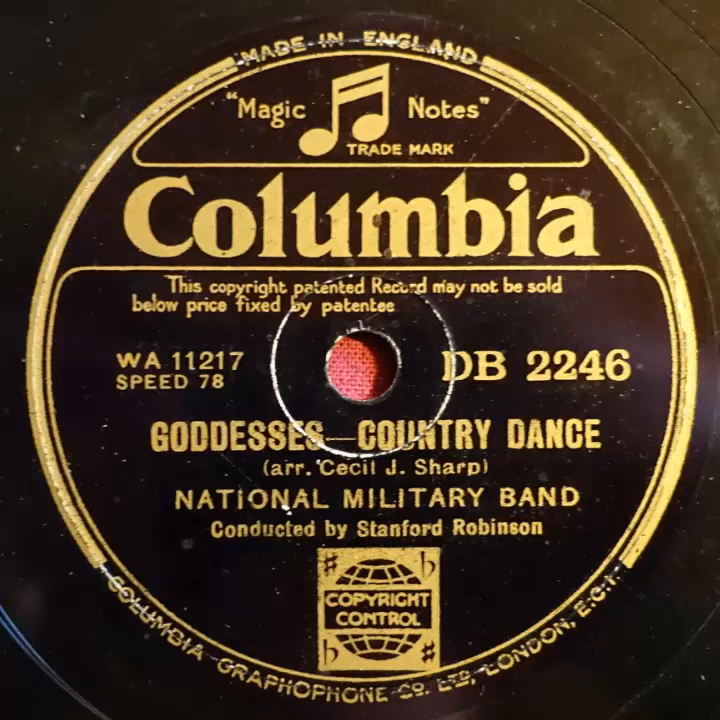 MADE IN ENGLAND
"Magic Notes"
TRADE MARK
Columbia
This copyright patented Record may not be sold
below price fixed by patentee
WA 11217
SPEED 78
DB 2246
GODDESSES—COUNTRY DANCE
(arr. Cecil J. Sharp)
NATIONAL MILITARY BAND
Conducted by Stanford Robinson
COPYRIGHT
CONTROL
COLUMBIA GRAPHOPHONE CO. LTD, LONDON, E.C.1.